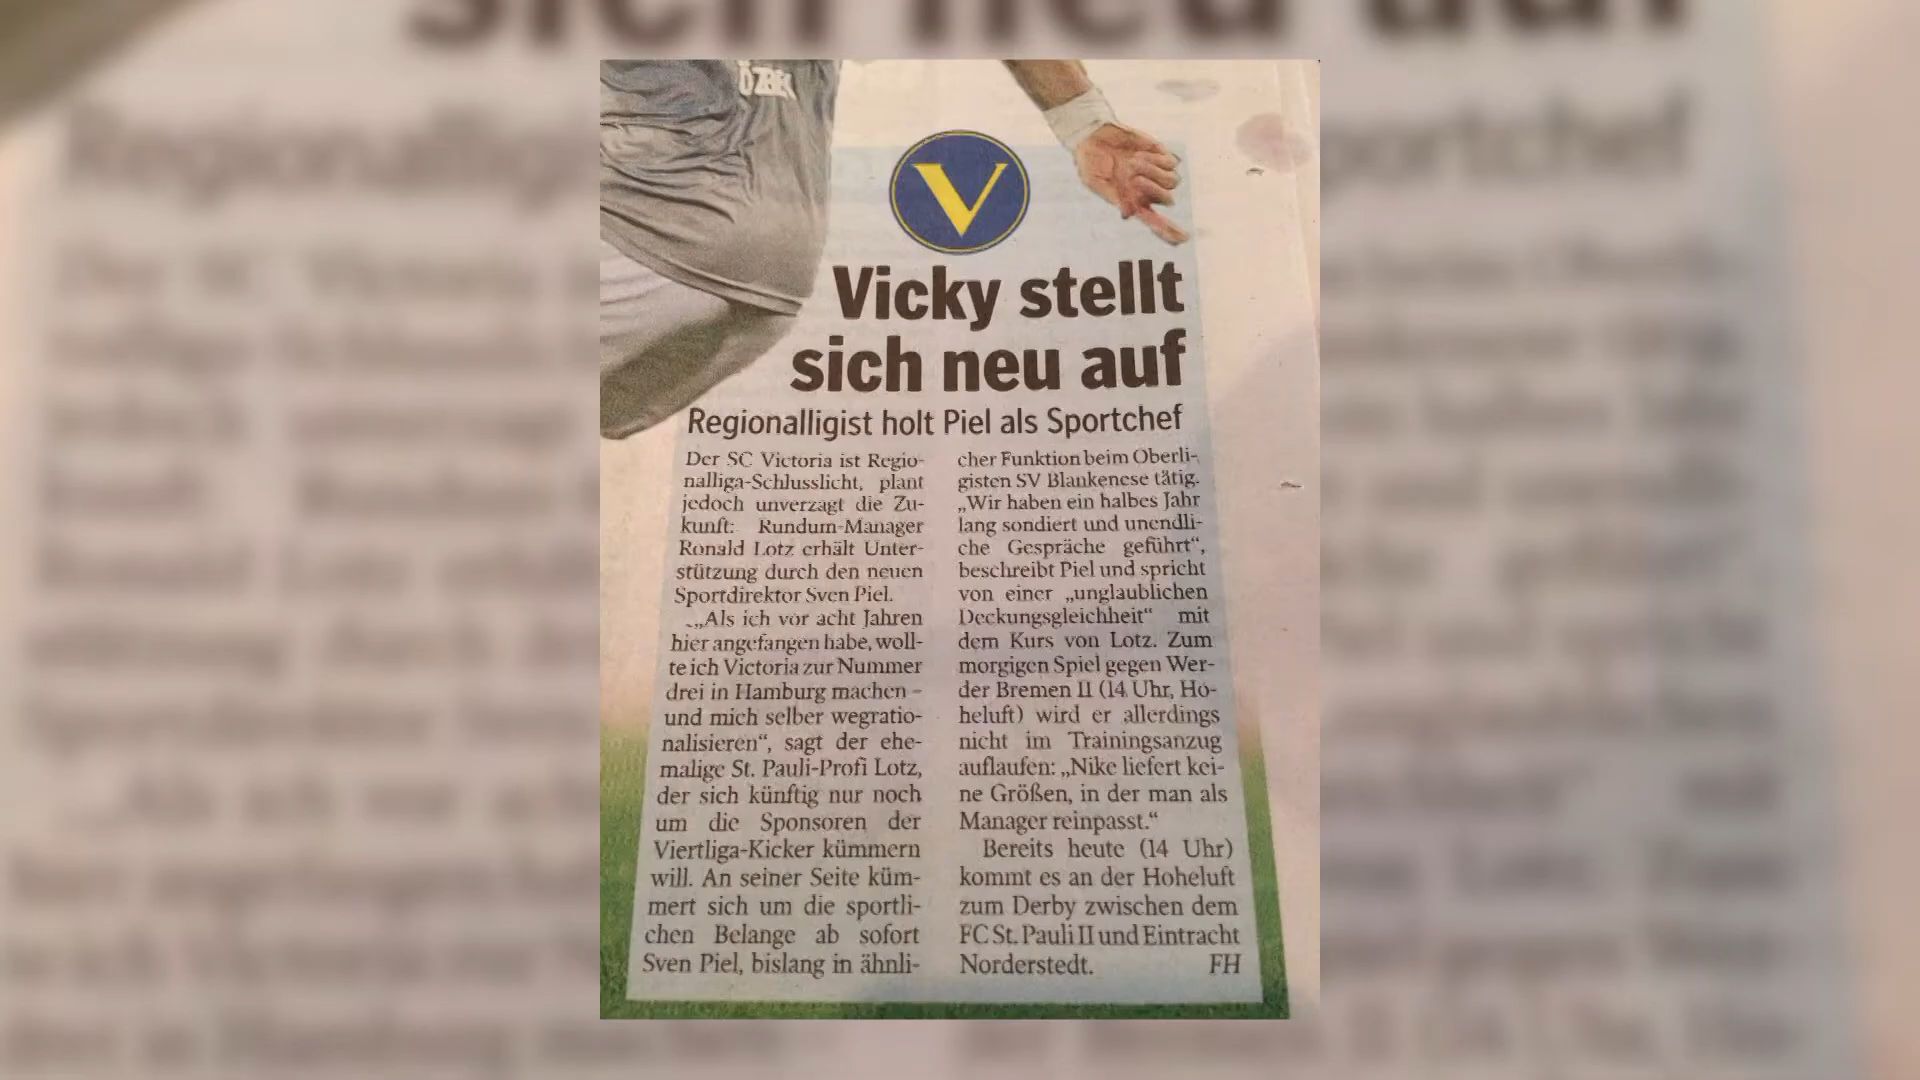 ÖZBEK
V
Vicky stellt
sich neu auf
Regionalligist holt Piel als Sportchef
Der SC Victoria ist Regio-
nalliga-Schlusslicht, plant
jedoch unverzagt die Zu-
kunft: Rundum-Manager
Ronald Lotz erhält Unter-
stützung durch den neuen
Sportdirektor Sven Piel.
„Als ich vor acht Jahren
hier angefangen habe, woll-
te ich Victoria zur Nummer
drei in Hamburg machen –
und mich selber wegratio-
nalisieren“, sagt der ehe-
malige St. Pauli-Profi Lotz,
der sich künftig nur noch
um die Sponsoren der
Viertliga-Kicker kümmern
will. An seiner Seite küm-
mert sich um die sportli-
chen Belange ab sofort
Sven Piel, bislang in ähnli-
cher Funktion beim Oberli-
gisten SV Blankenese tätig.
„Wir haben ein halbes Jahr
lang sondiert und unendli-
che Gespräche geführt“,
beschreibt Piel und spricht
von einer „unglaublichen
Deckungsgleichheit“ mit
dem Kurs von Lotz. Zum
morgigen Spiel gegen Wer-
der Bremen II (14 Uhr, Ho-
heluft) wird er allerdings
nicht im Trainingsanzug
auflaufen: „Nike liefert kei-
ne Größen, in der man als
Manager reinpasst.“
Bereits heute (14 Uhr)
kommt es an der Hoheluft
zum Derby zwischen dem
FC St. Pauli II und Eintracht
Norderstedt. FH